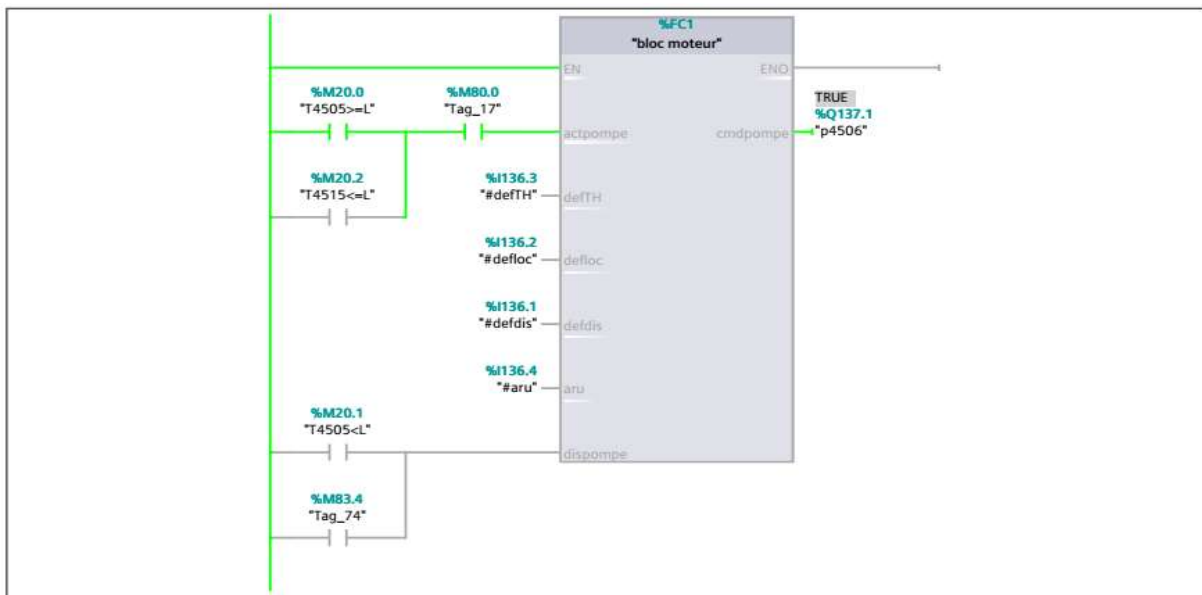 %FC1
"bloc moteur"
EN
ENO
%M20.0
"T4505>=L"
%M80.0
"Tag_17"
actpompe
cmdpompe
TRUE
%Q137.1
"p4506"
%M20.2
"T4515<=L"
%I136.3
"#defTH"
defTH
%I136.2
"#defloc"
defloc
%I136.1
"#defdis"
defdis
%I136.4
"#aru"
aru
%M20.1
"T4505<L"
dispompe
%M83.4
"Tag_74"